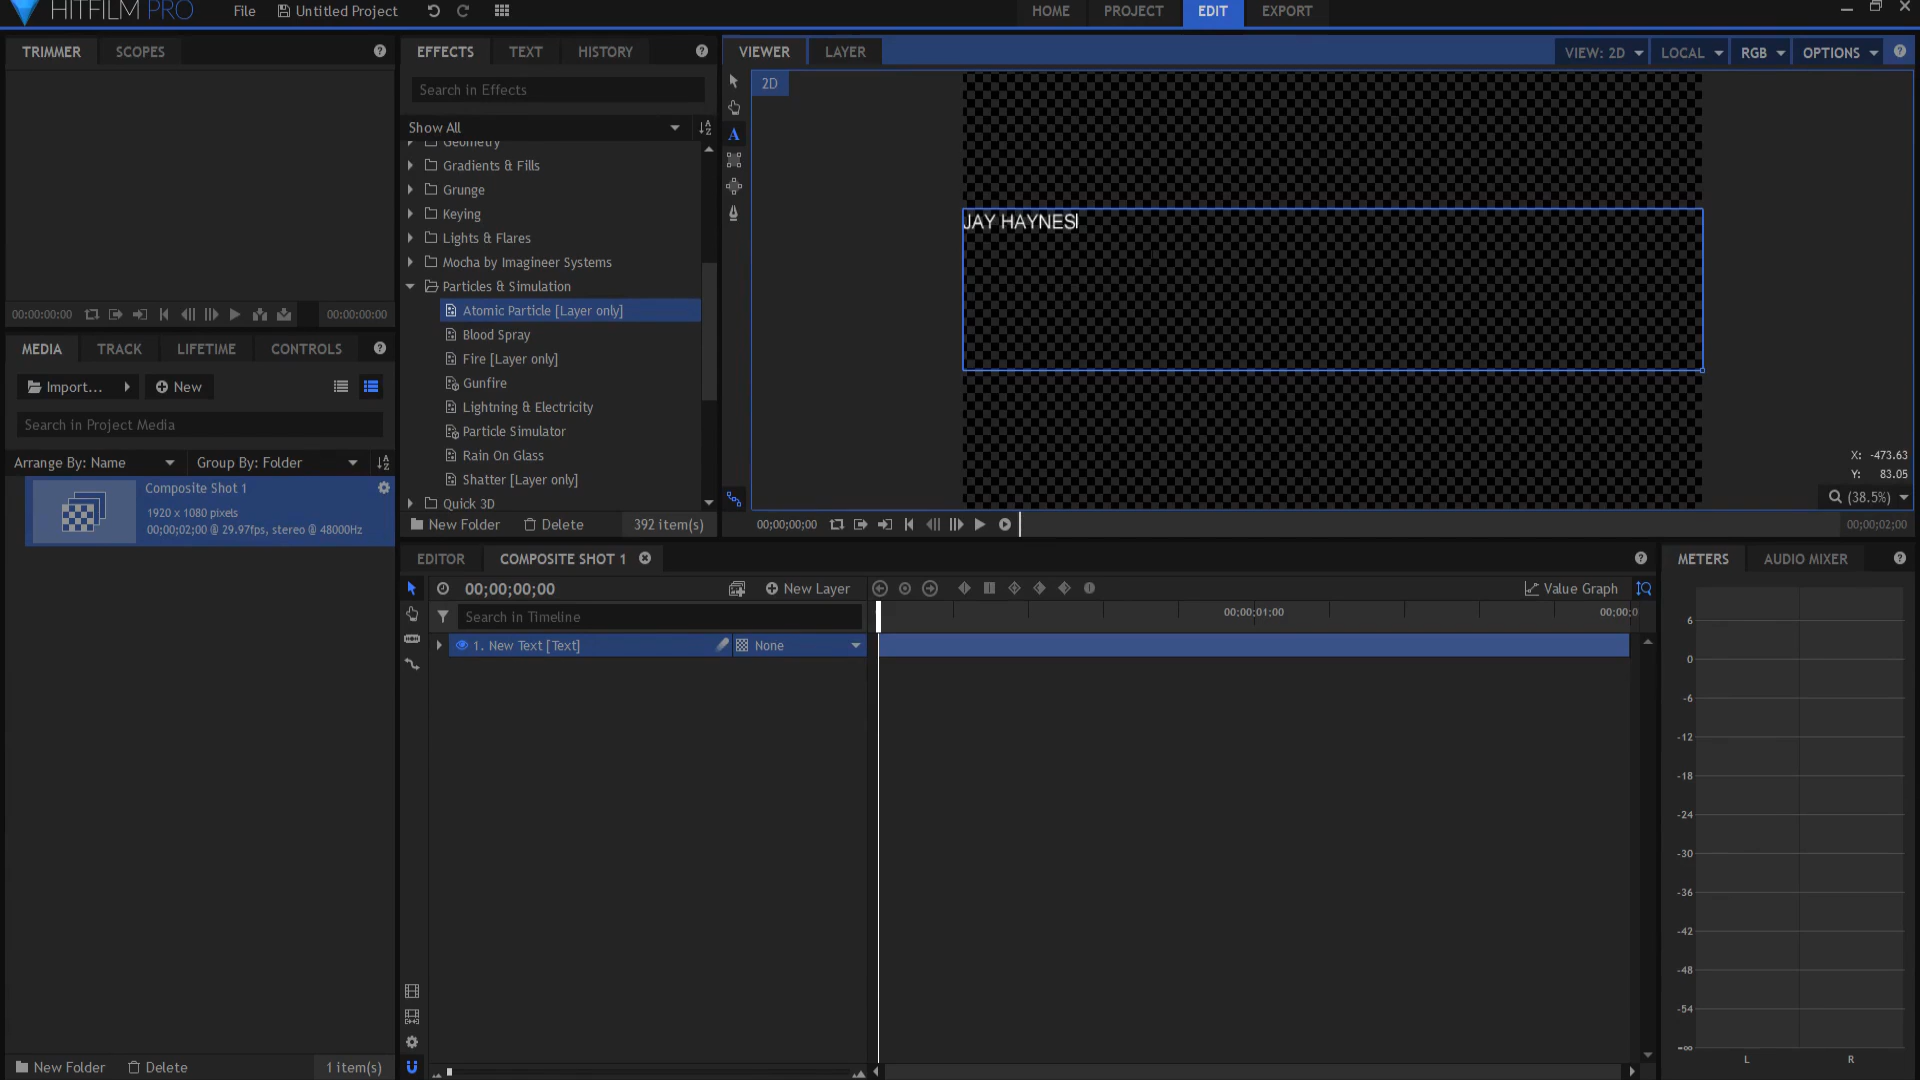 HITFILM PRO
File
Untitled Project
HOME
PROJECT
EDIT
EXPORT
TRIMMER
SCOPES
EFFECTS
TEXT
HISTORY
VIEWER
LAYER
VIEW: 2D
LOCAL
RGB
OPTIONS
Search in Effects
2D
Show All
Geometry
Gradients & Fills
Grunge
Keying
Lights & Flares
Mocha by Imagineer Systems
Particles & Simulation
Atomic Particle [Layer only]
Blood Spray
Fire [Layer only]
Gunfire
Lightning & Electricity
Particle Simulator
Rain On Glass
Shatter [Layer only]
Quick 3D
New Folder
Delete
392 item(s)
JAY HAYNES
X: -473.63
Y: 83.05
(38.5%)
00;00;00;00
00;00;02;00
00:00:00:00
00:00:00:00
MEDIA
TRACK
LIFETIME
CONTROLS
Import...
New
Search in Project Media
Arrange By: Name
Group By: Folder
Composite Shot 1
1920 x 1080 pixels
00;00;02;00 @ 29.97fps, stereo @ 48000Hz
New Folder
Delete
1 item(s)
EDITOR
COMPOSITE SHOT 1
00;00;00;00
New Layer
Value Graph
Search in Timeline
00;00;01;00
00;00;0
1. New Text [Text]
None
METERS
AUDIO MIXER
6
0
-6
-12
-18
-24
-30
-36
-42
-48
-54
-∞
L
R